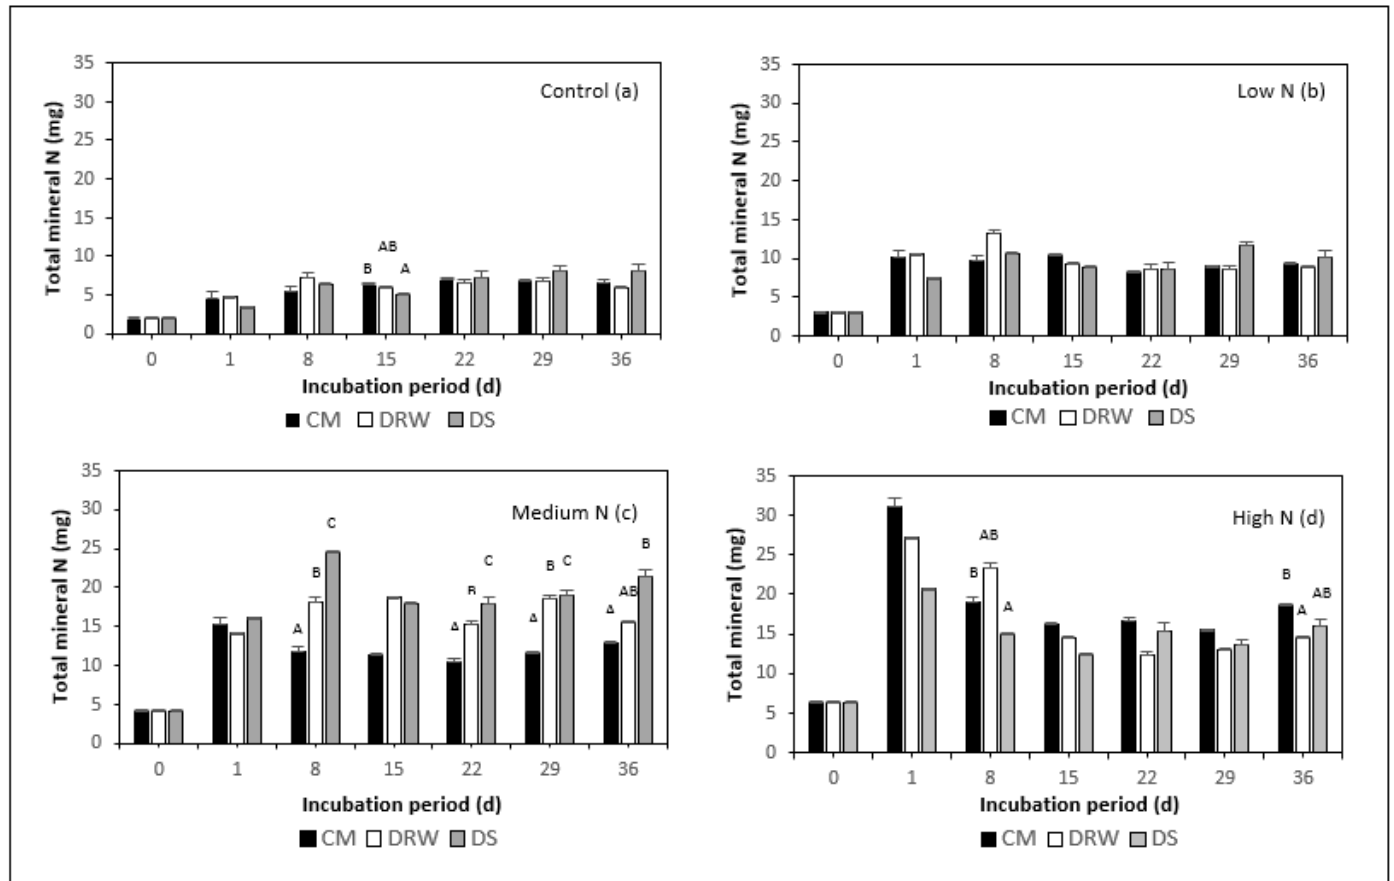 Control (a)
Total mineral N (mg)
35
30
25
20
15
10
5
0
AB
B A
0 1 8 15 22 29 36
Incubation period (d)
CM DRW DS
Low N (b)
Total mineral N (mg)
35
30
25
20
15
10
5
0
0 1 8 15 22 29 36
Incubation period (d)
CM DRW DS
Medium N (c)
Total mineral N (mg)
35
30
25
20
15
10
5
0
A B C
A B C
A B C
A AB B
0 1 8 15 22 29 36
Incubation period (d)
CM DRW DS
High N (d)
Total mineral (mg)
35
30
25
20
15
10
5
0
B AB A
B A AB
0 1 8 15 22 29 36
Incubation period (d)
CM DRW DS